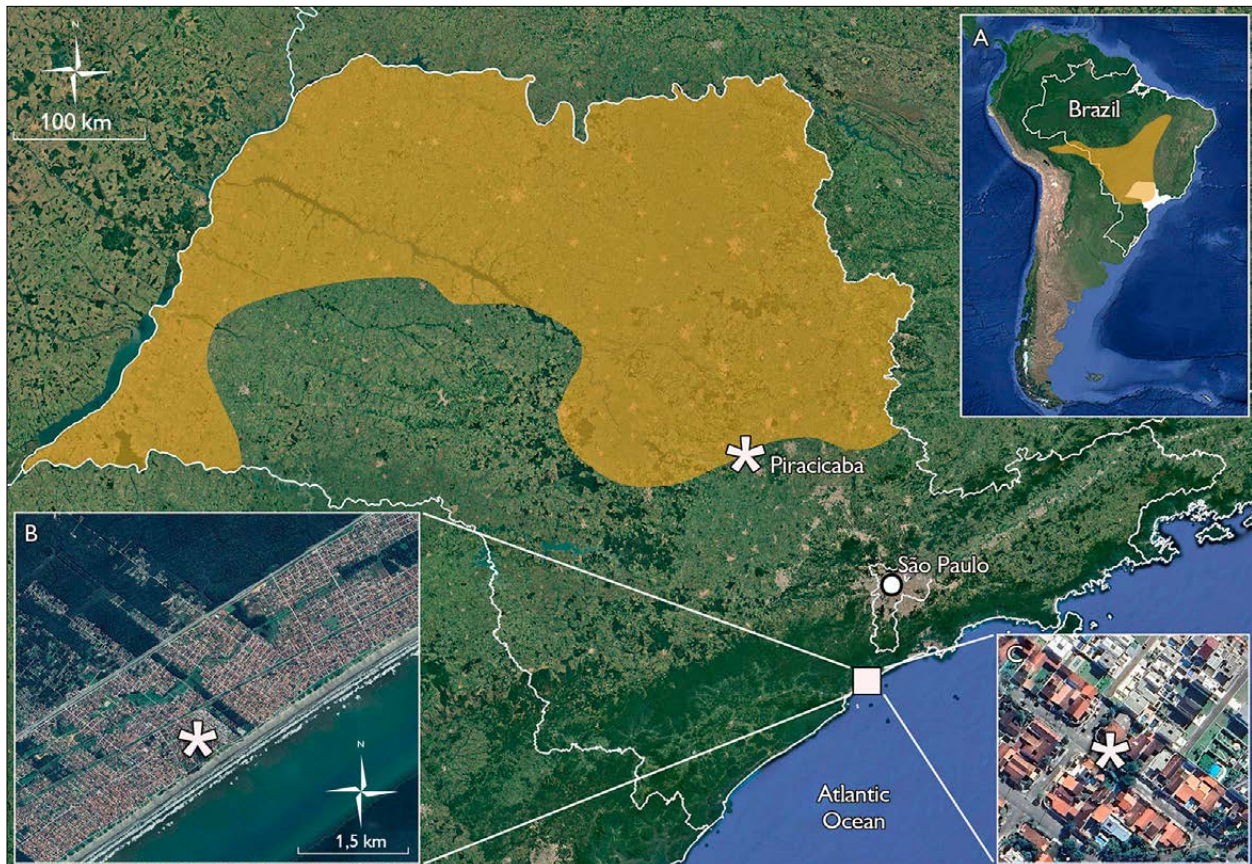 N
100 km
A
Brazil
Piracicaba
B
São Paulo
C
N
Atlantic
Ocean
1,5 km